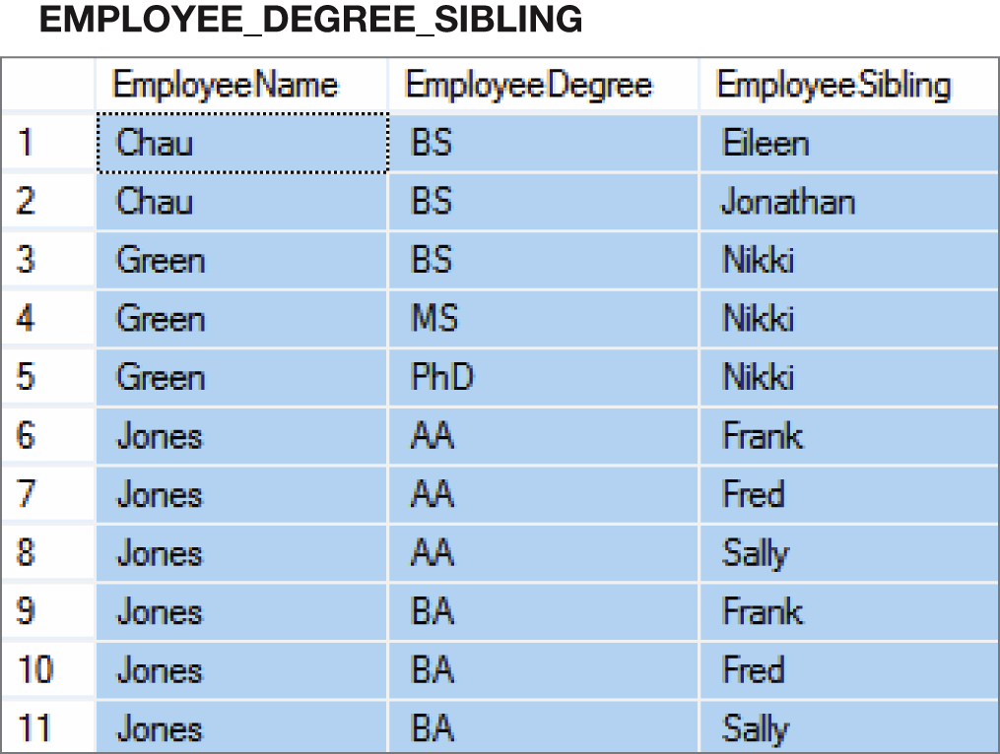 EMPLOYEE_DEGREE_SIBLING
EmployeeName EmployeeDegree EmployeeSibling
1 Chau BS Eileen
2 Chau BS Jonathan
3 Green BS Nikki
4 Green MS Nikki
5 Green PhD Nikki
6 Jones AA Frank
7 Jones AA Fred
8 Jones AA Sally
9 Jones BA Frank
10 Jones BA Fred
11 Jones BA Sally